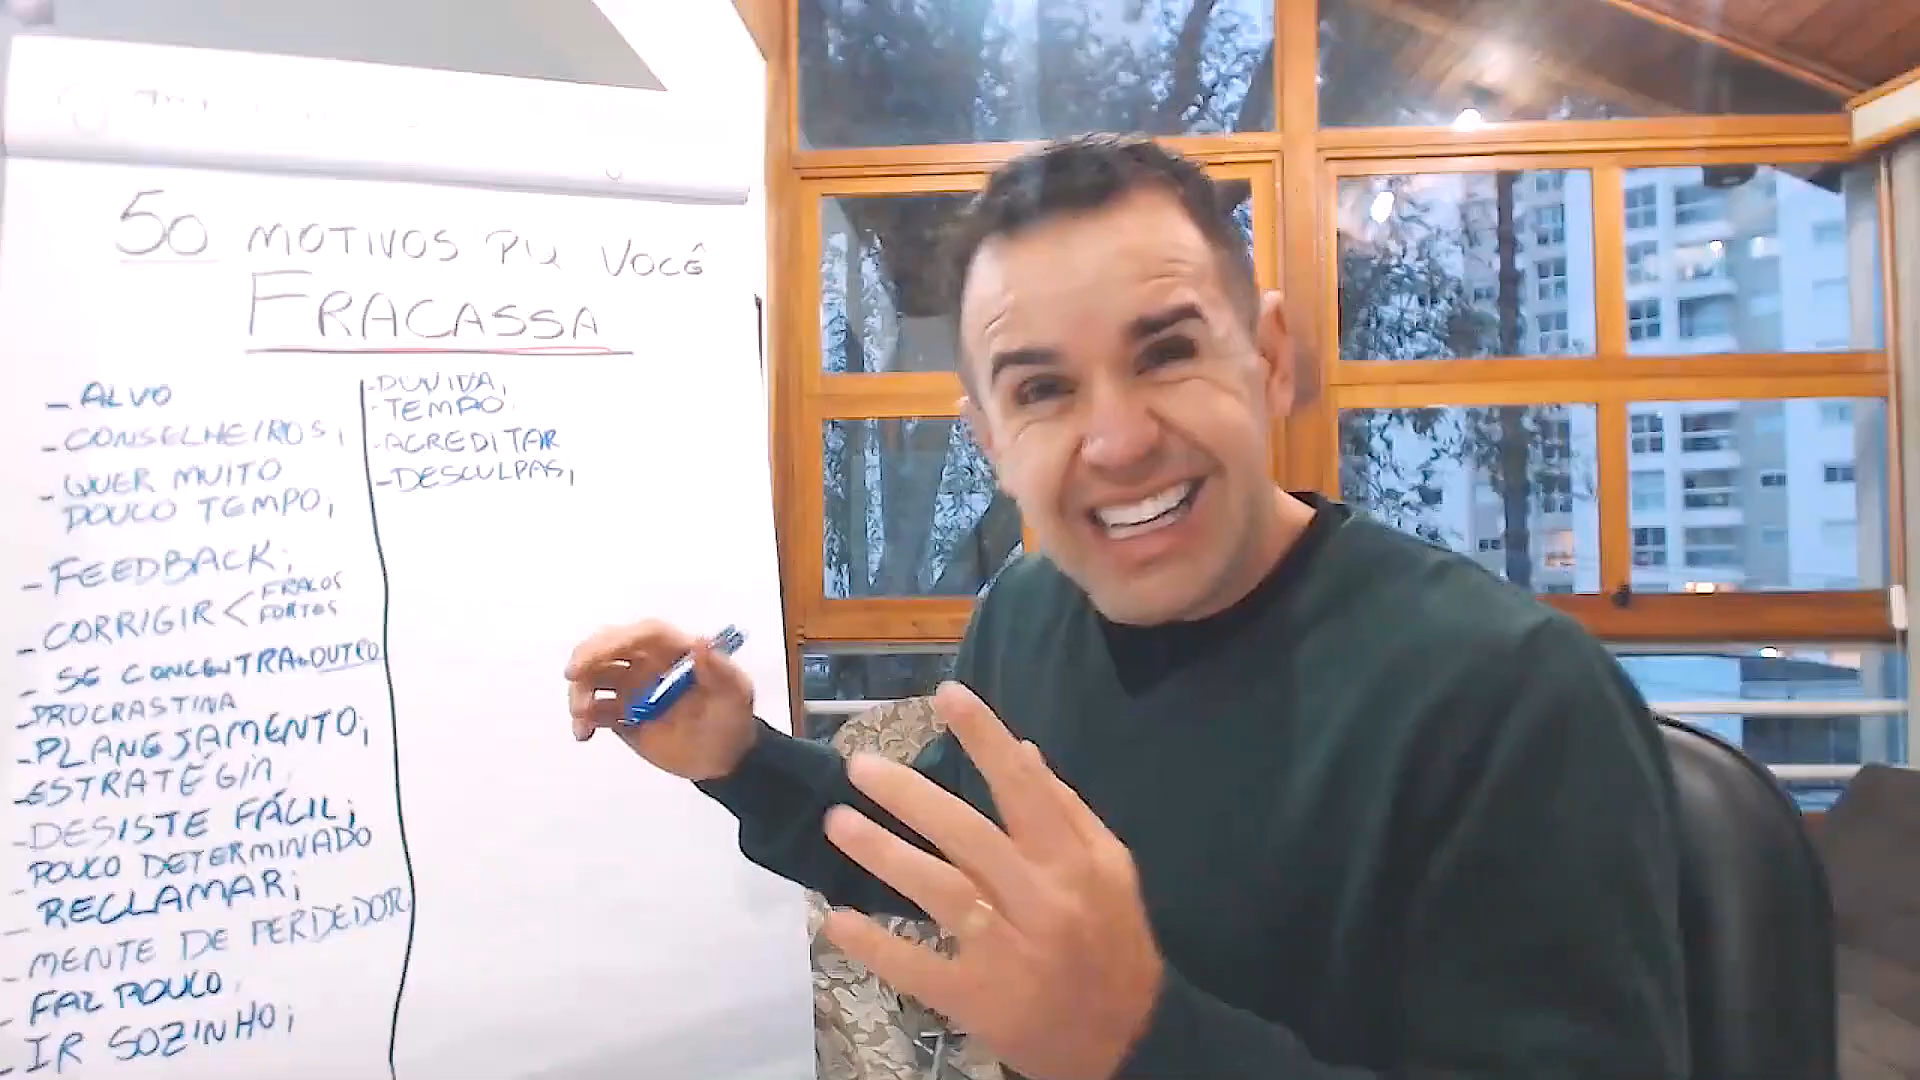 50 MOTIVOS PQ VOCÊ
FRACASSA
- ALVO
- CONSELHEIROS;
- QUER MUITO
POUCO TEMPO;
- FEEDBACK;
- CORRIGIR < FRACOS
FORTES
- SE CONCENTRA OUTRO
- PROCRASTINA
- PLANEJAMENTO;
- ESTRATÉGIA
- DESISTE FÁCIL;
- POUCO DETERMINADO
- RECLAMAR;
- MENTE DE PERDEDOR
- FAZ POUCO
- IR SOZINHO;
- DUVIDA;
- TEMPO
- ACREDITAR
- DESCULPAS;